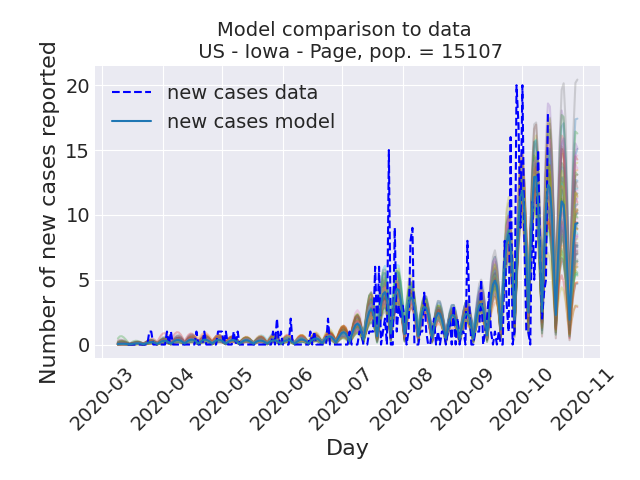 Model comparison to data
US - Iowa - Page, pop. = 15107
Number of new cases reported
20
15
10
5
0
new cases data
new cases model
2020-03
2020-04
2020-05
2020-06
2020-07
2020-08
2020-09
2020-10
2020-11
Day